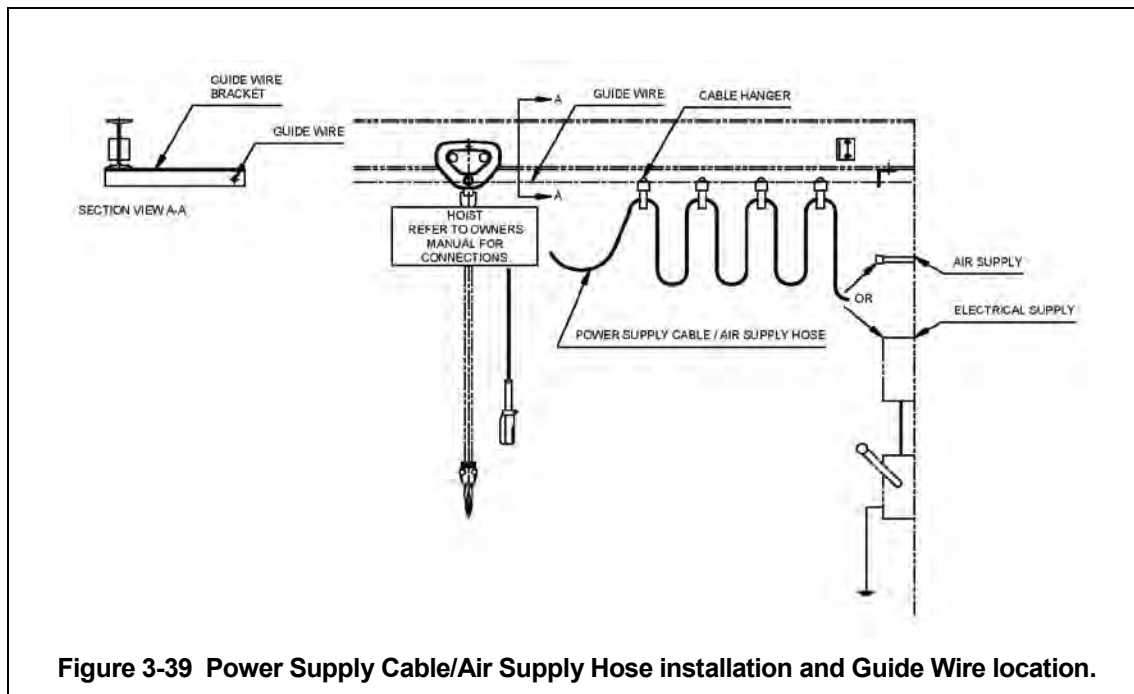 GUIDE WIRE
BRACKET
GUIDE WIRE
SECTION VIEW A-A
A
GUIDE WIRE
CABLE HANGER
A
HOIST
REFER TO OWNERS
MANUAL FOR
CONNECTIONS.
AIR SUPPLY
OR
ELECTRICAL SUPPLY
POWER SUPPLY CABLE / AIR SUPPLY HOSE
Figure 3-39 Power Supply Cable/Air Supply Hose installation and Guide Wire location.